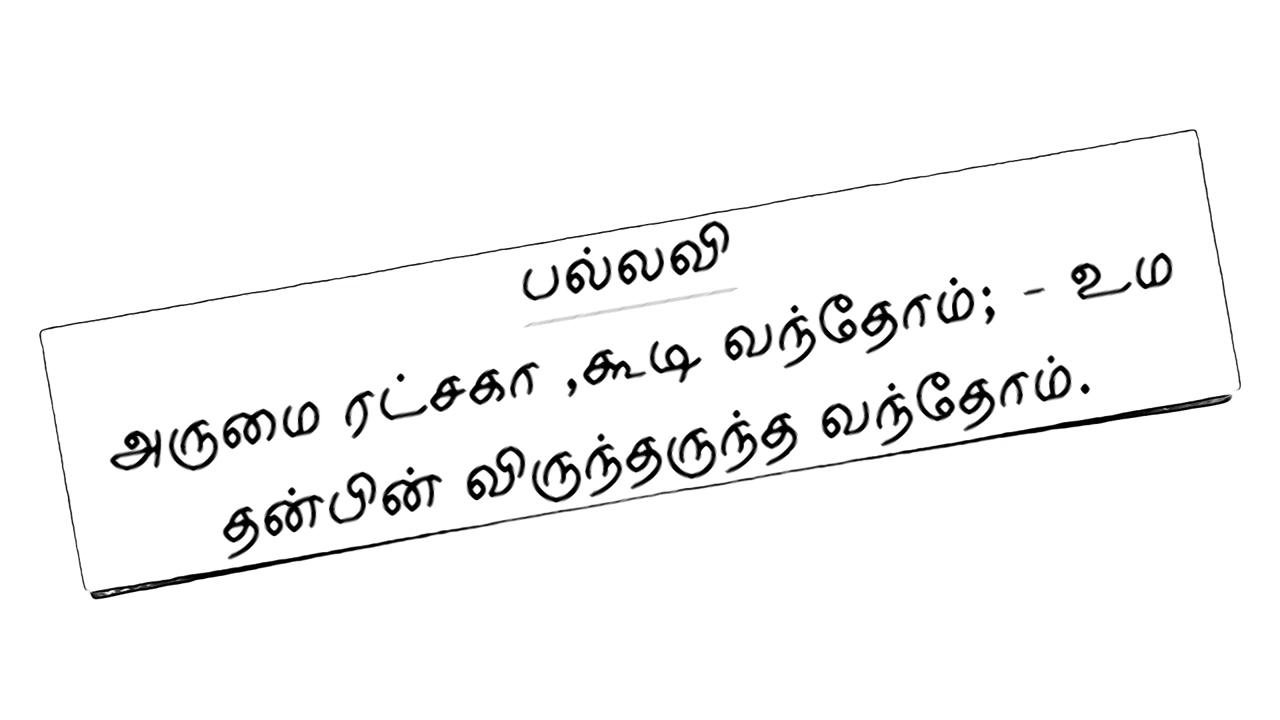 பல்லவி
அருமை ரட்சகா ,கூடி வந்தோம்; - உம
தன்பின் விருந்தருந்த வந்தோம்.